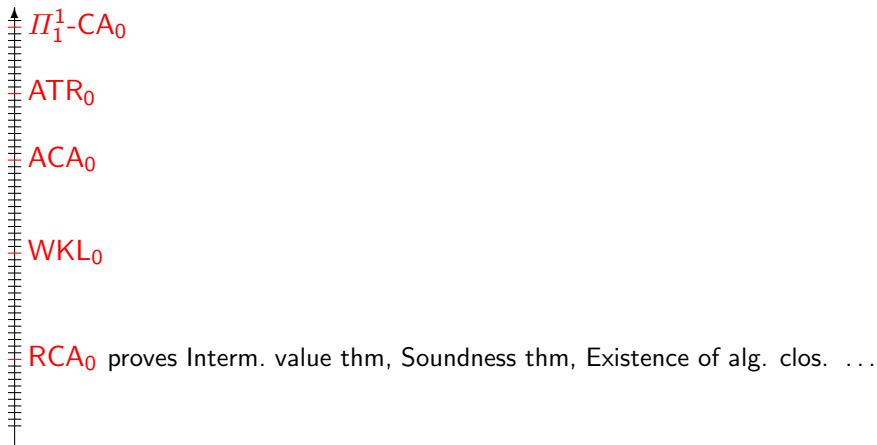 Π¹₁-CA₀
ATR₀
ACA₀
WKL₀
RCA₀ proves Interm. value thm, Soundness thm, Existence of alg. clos. ...